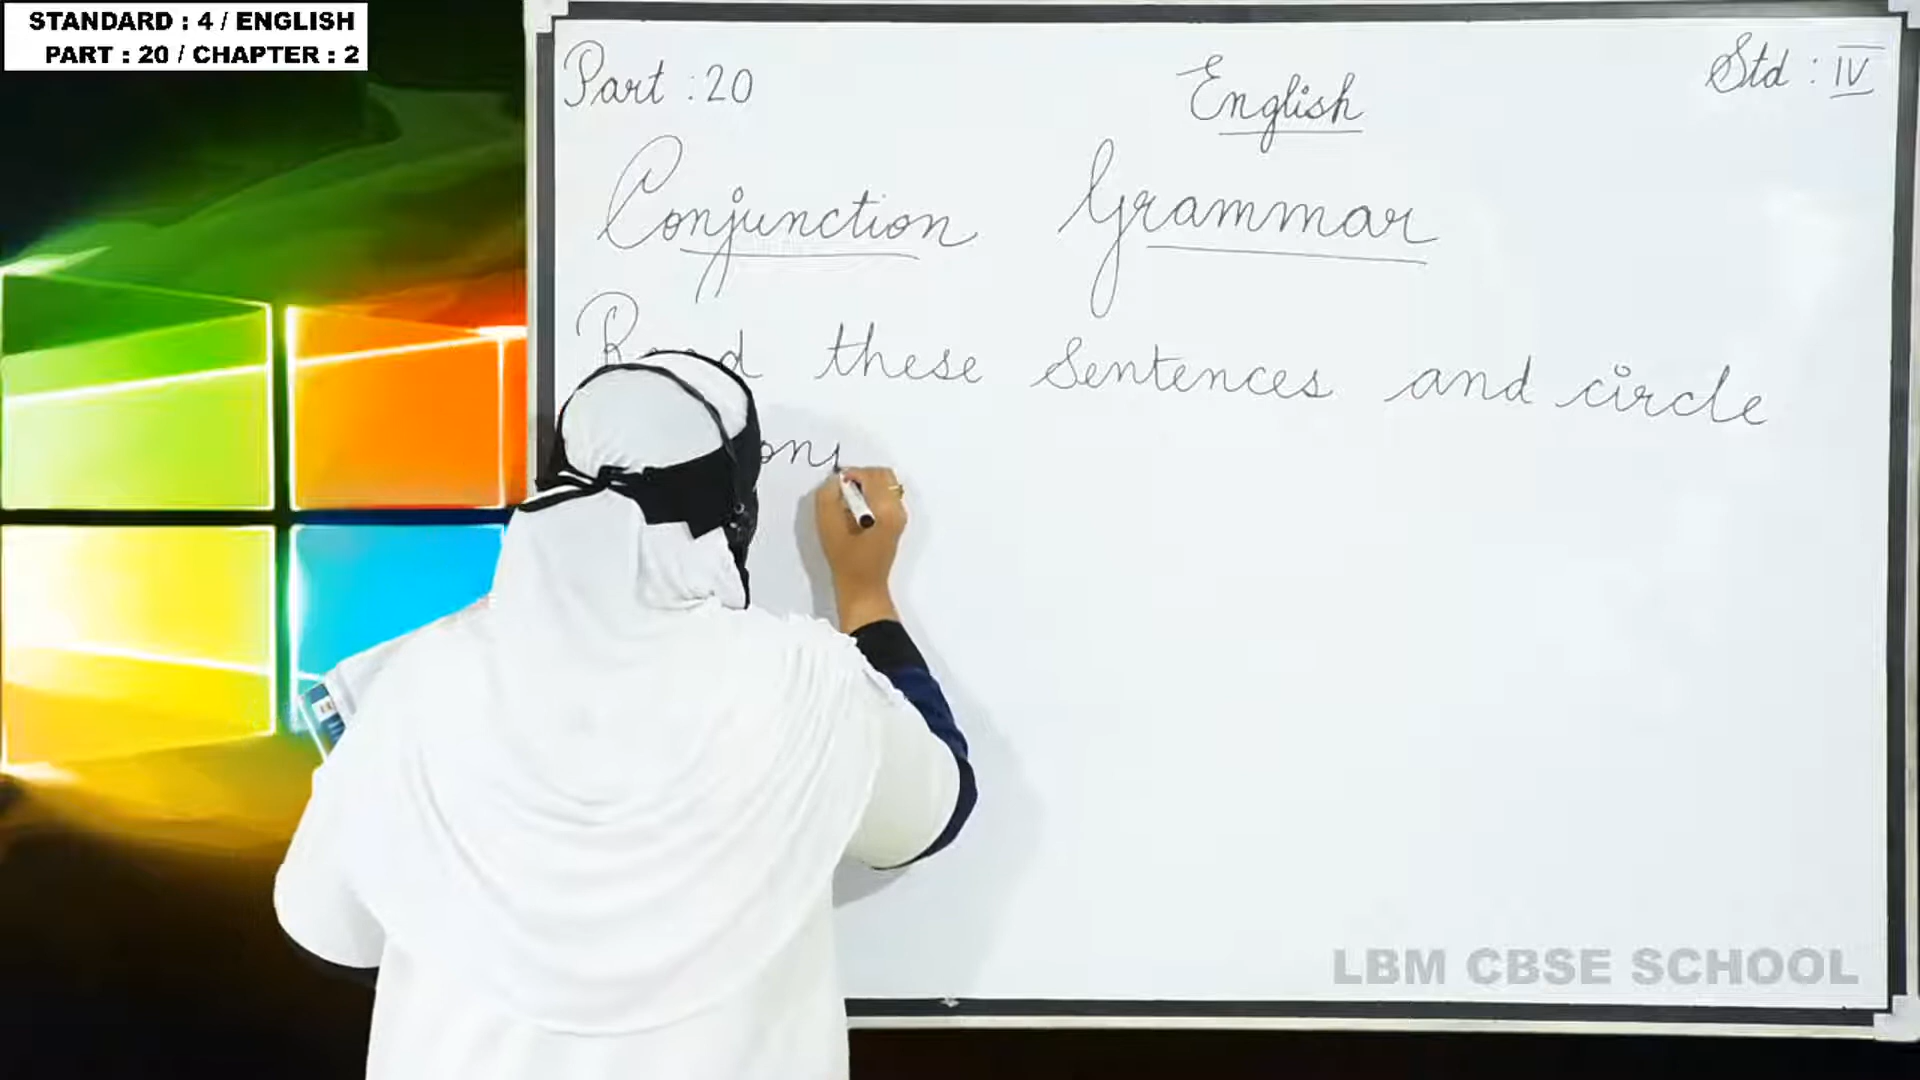 STANDARD : 4 / ENGLISH
PART : 20 / CHAPTER : 2
Part : 20 English Std : IV
Conjunction Grammar
these Sentences and circle
LBM CBSE SCHOOL